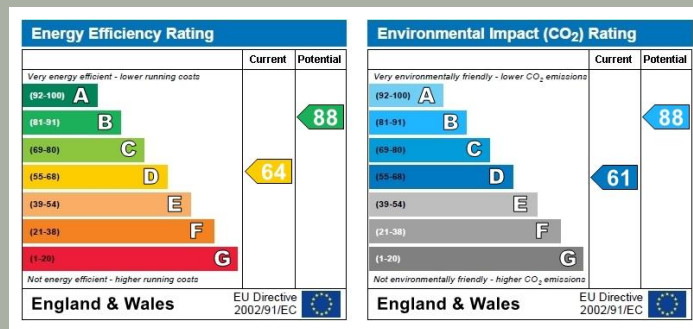 Energy Efficiency Rating
Current Potential
Very energy efficient - lower running costs
(92-100) A
(81-91) B
(69-80) C
(55-68) D
(39-54) E
(21-38) F
(1-20) G
88
64
Not energy efficient - higher running costs
England & Wales
EU Directive
2002/91/EC
Environmental Impact (CO₂) Rating
Current Potential
Very environmentally friendly - lower CO₂ emissions
(92-100) A
(81-91) B
(69-80) C
(55-68) D
(39-54) E
(21-38) F
(1-20) G
88
61
Not environmentally friendly - higher CO₂ emissions
England & Wales
EU Directive
2002/91/EC